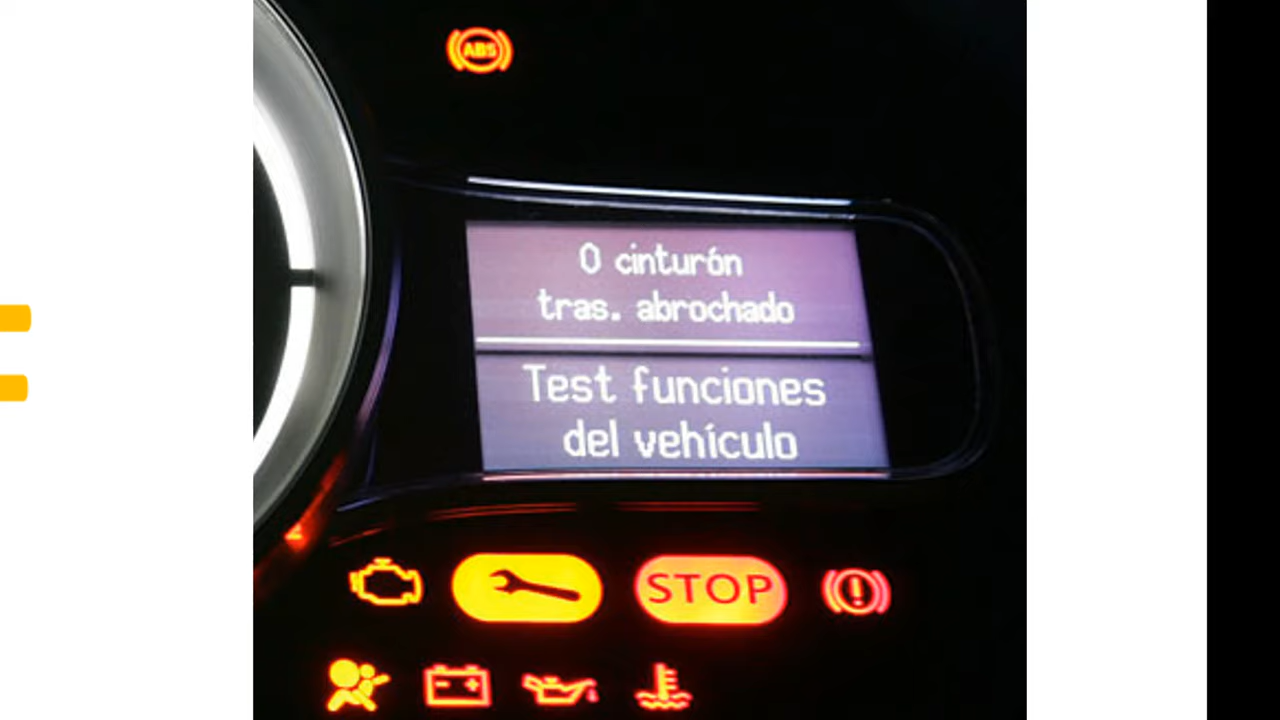 ABS
0 cinturón
tras. abrochado
Test funciones
del vehículo
STOP